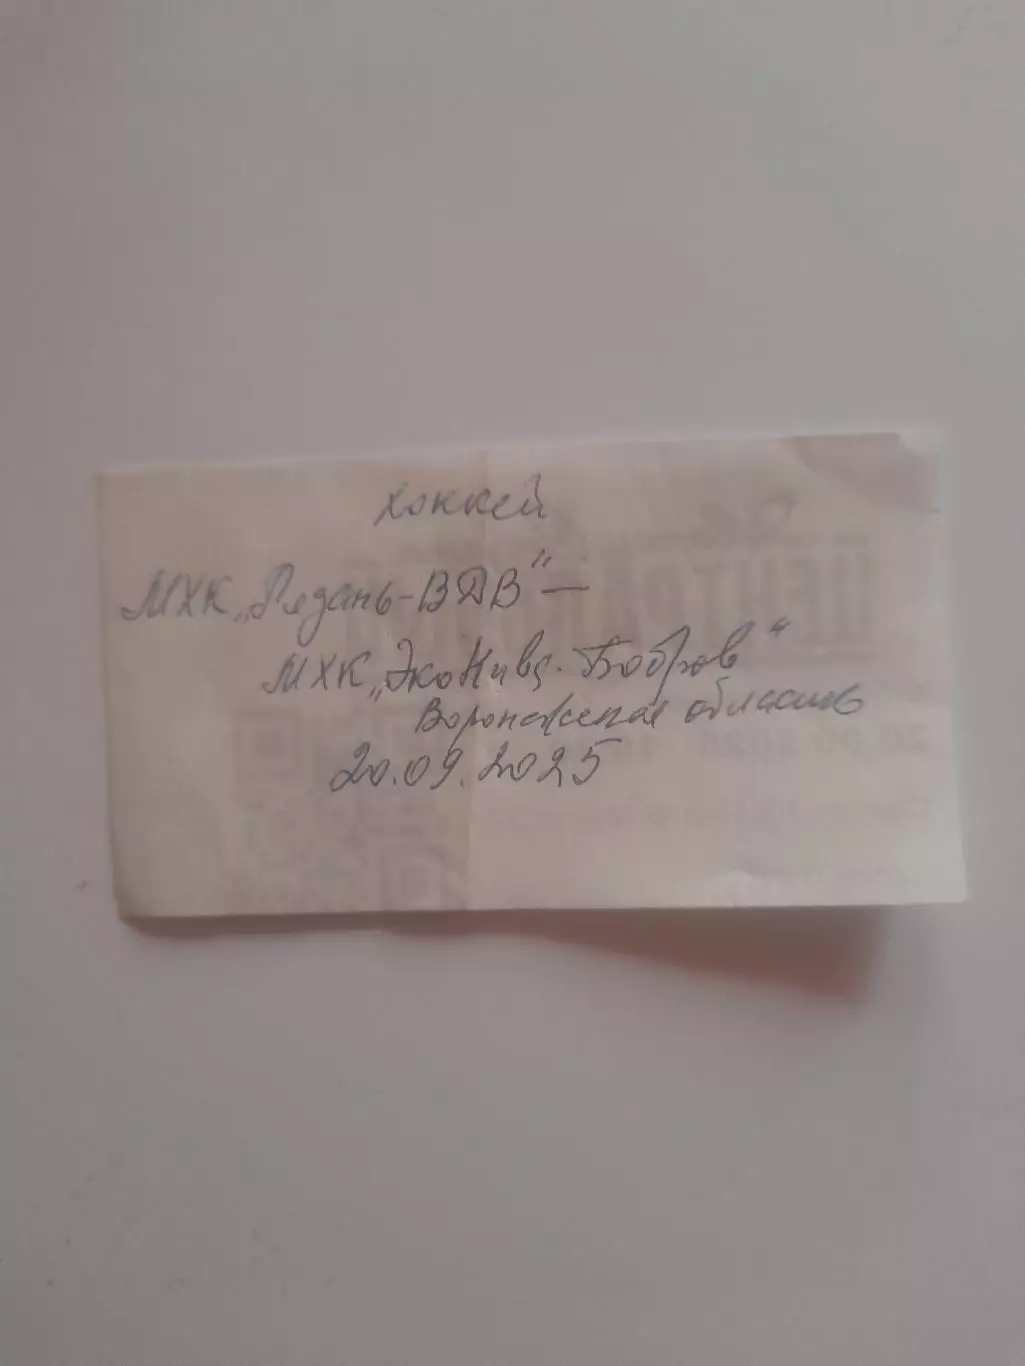 хоккей
МХК „Рязань-ВДВ" —
МХК „ЭкоНива-Бобров"
Воронежская область
20.09.2025